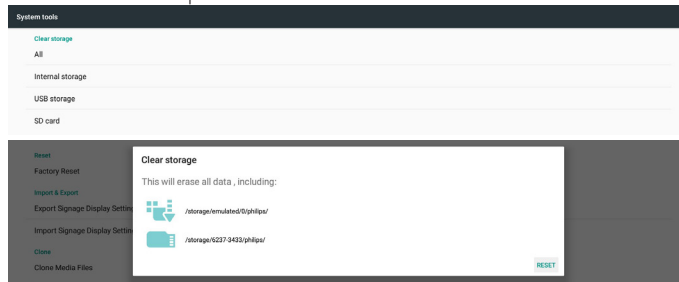 System tools
Clear storage
All
Internal storage
USB storage
SD card
Reset
Factory Reset
Import & Export
Export Signage Display Settin
Import Signage Display Settin
Clone
Clone Media Files
Clear storage
This will erase all data , including:
/storage/emulated/0/philips/
/storage/6237-3433/philips/
RESET